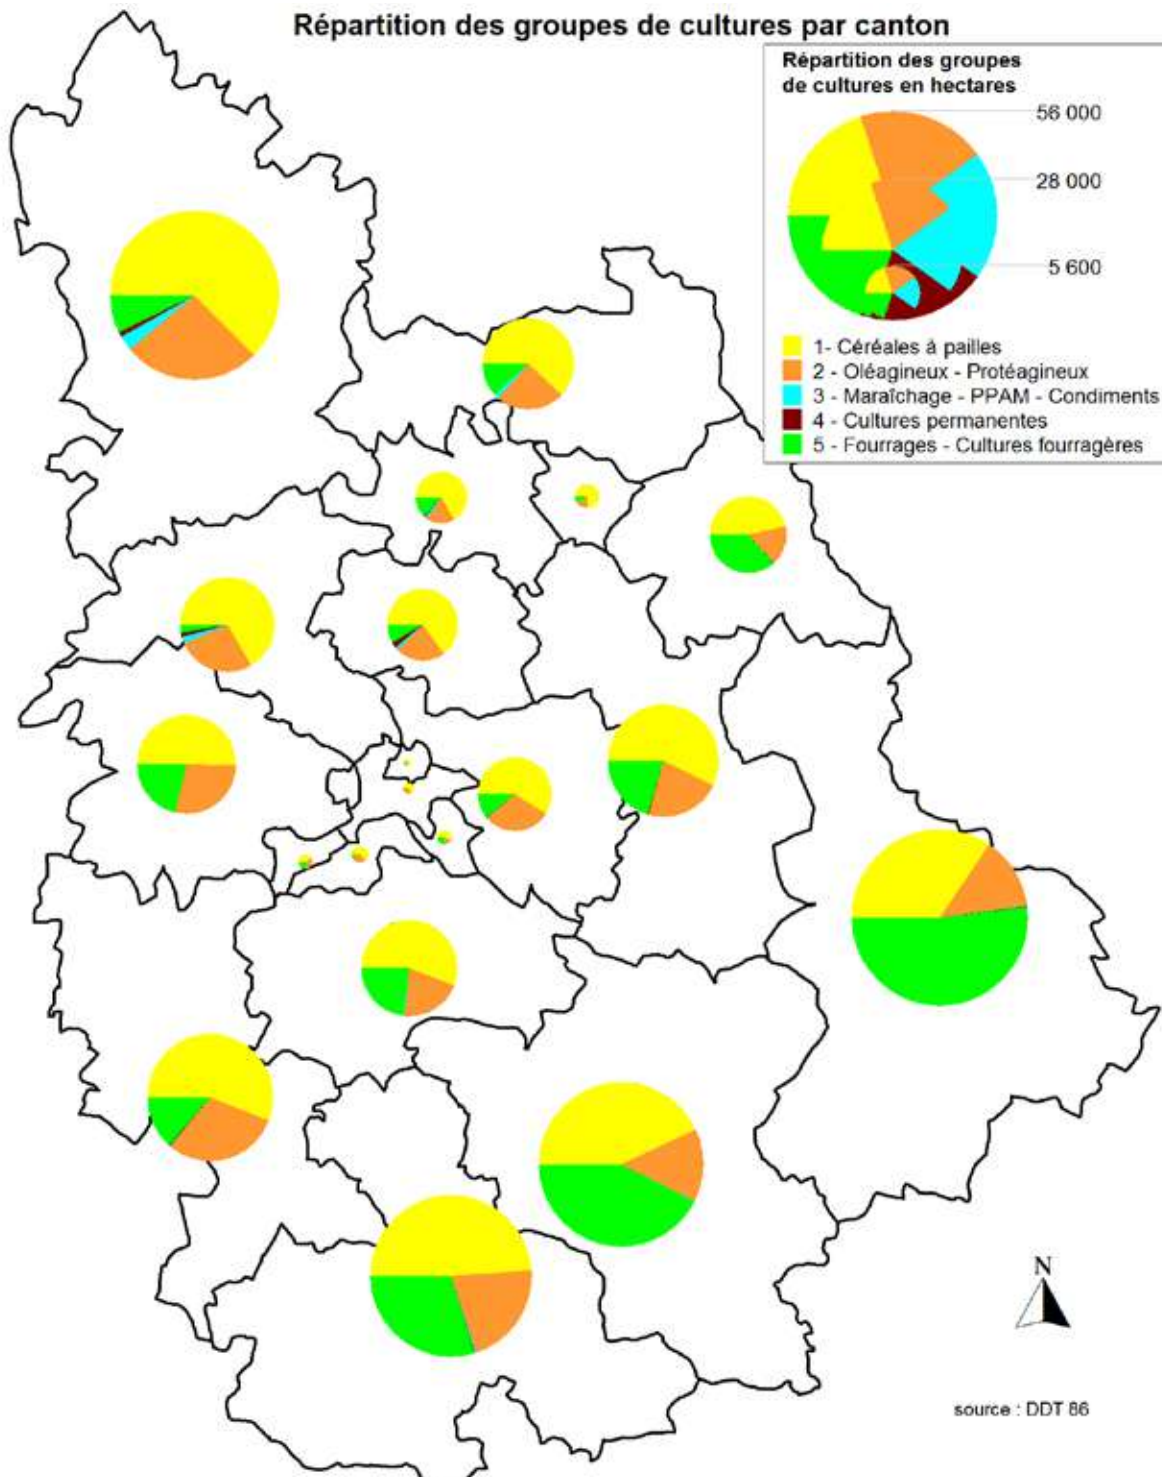 Répartition des groupes de cultures par canton
Répartition des groupes
de cultures en hectares
56 000
28 000
5 600
1- Céréales à pailles
2 - Oléagineux - Protéagineux
3 - Maraîchage - PPAM - Condiments
4 - Cultures permanentes
5 - Fourrages - Cultures fourragères
N
source : DDT 86